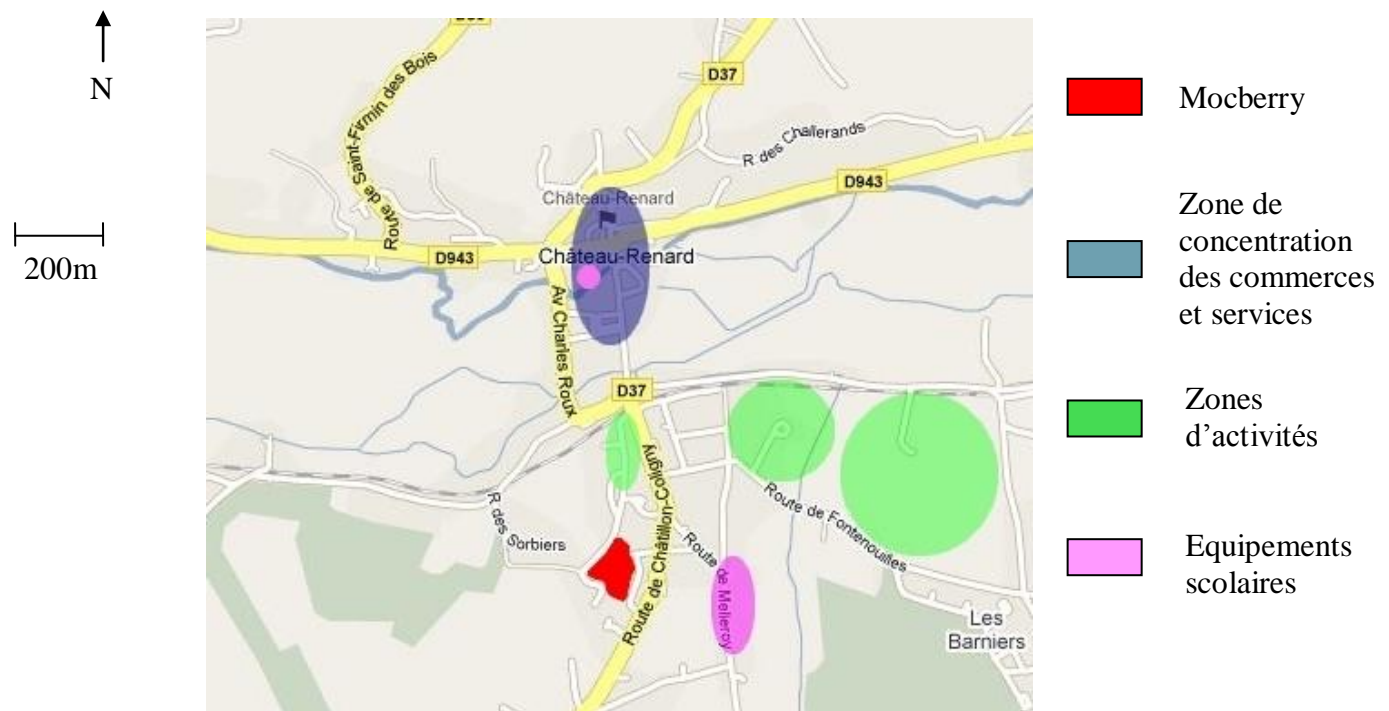 N
200m
D37
R des Challerands
Route de Saint-Firmin des Bois
D943
Château-Renard
D943
Château-Renard
Av Charles Roux
D37
Route de Châtillon-Coligny
R des Sorbiers
Route de Fontenouilles
Route de Melleroy
Les
Barniers
Mocberry
Zone de
concentration
des commerces
et services
Zones
d’activités
Equipements
scolaires